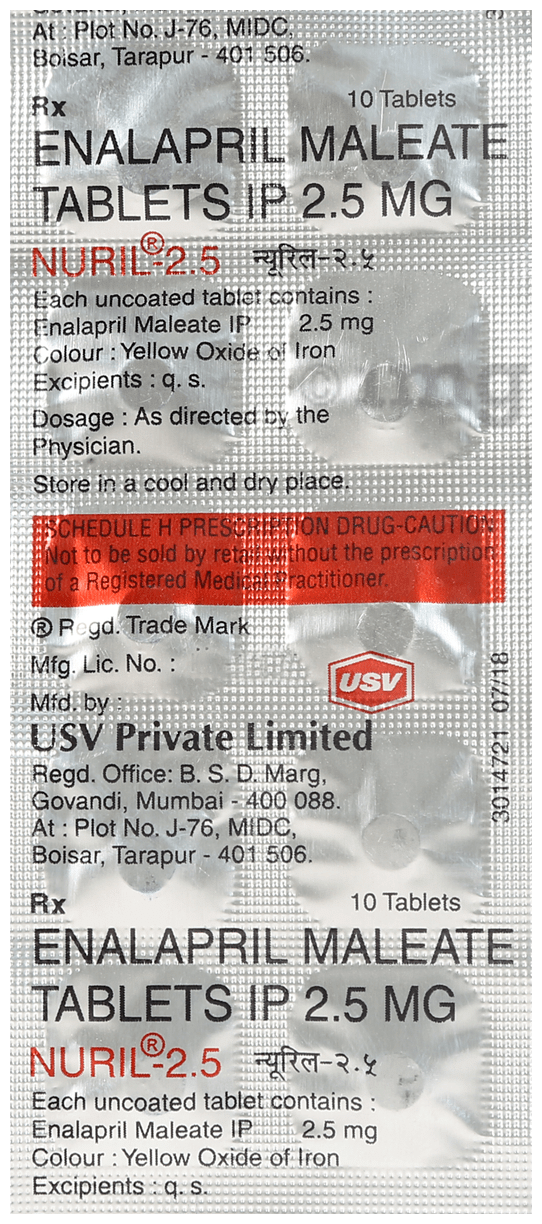 At : Plot No. J-76, MIDC,
Boisar, Tarapur - 401 506.
Rx 10 Tablets
ENALAPRIL MALEATE
TABLETS IP 2.5 MG
NURIL®-2.5 न्यूरिल-२.५
Each uncoated tablet contains :
Enalapril Maleate IP 2.5 mg
Colour : Yellow Oxide of Iron
Excipients : q. s.
Dosage : As directed by the
Physician.
Store in a cool and dry place.
SCHEDULE H PRESCRIPTION DRUG-CAUTION
Not to be sold by retail without the prescription
of a Registered Medical Practitioner.
® Regd. Trade Mark
Mfg. Lic. No. :
USV
Mfd. by :
USV Private Limited
Regd. Office: B. S. D. Marg,
Govandi, Mumbai - 400 088.
At : Plot No. J-76, MIDC,
Boisar, Tarapur - 401 506.
3014721 07/18
Rx 10 Tablets
ENALAPRIL MALEATE
TABLETS IP 2.5 MG
NURIL®-2.5 न्यूरिल-२.५
Each uncoated tablet contains :
Enalapril Maleate IP 2.5 mg
Colour : Yellow Oxide of Iron
Excipients : q. s.